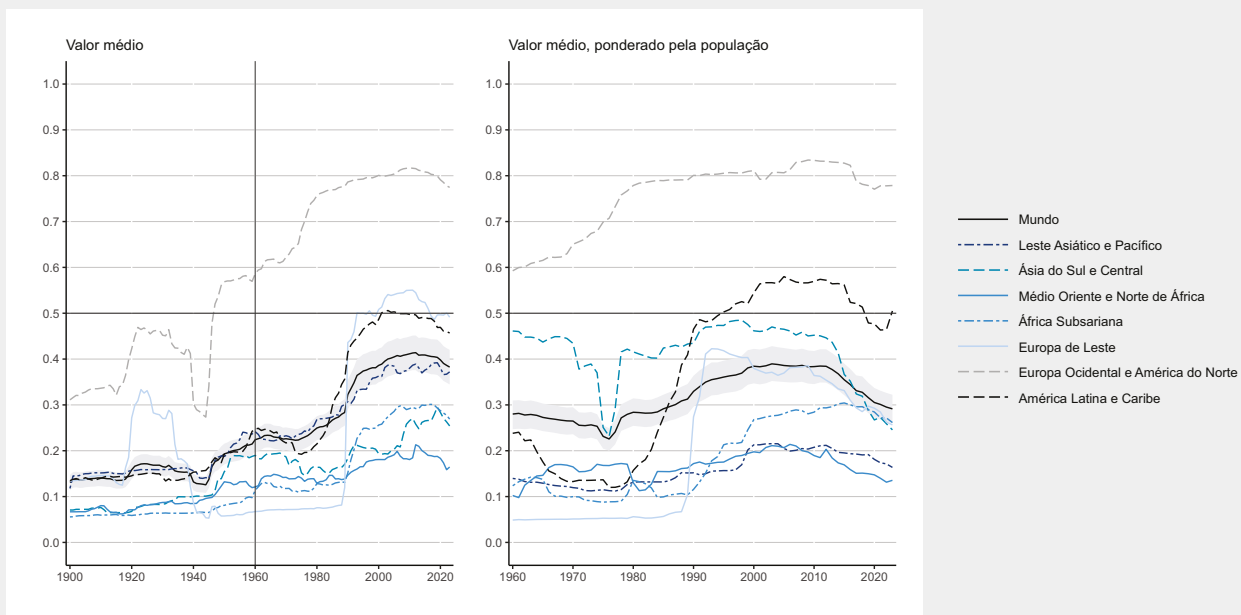 Valor médio
1.0
0.9
0.8
0.7
0.6
0.5
0.4
0.3
0.2
0.1
0.0
1900 1920 1940 1960 1980 2000 2020
Valor médio, ponderado pela população
1.0
0.9
0.8
0.7
0.6
0.5
0.4
0.3
0.2
0.1
0.0
1960 1970 1980 1990 2000 2010 2020
Mundo
Leste Asiático e Pacífico
Ásia do Sul e Central
Médio Oriente e Norte de África
África Subsariana
Europa de Leste
Europa Ocidental e América do Norte
América Latina e Caribe